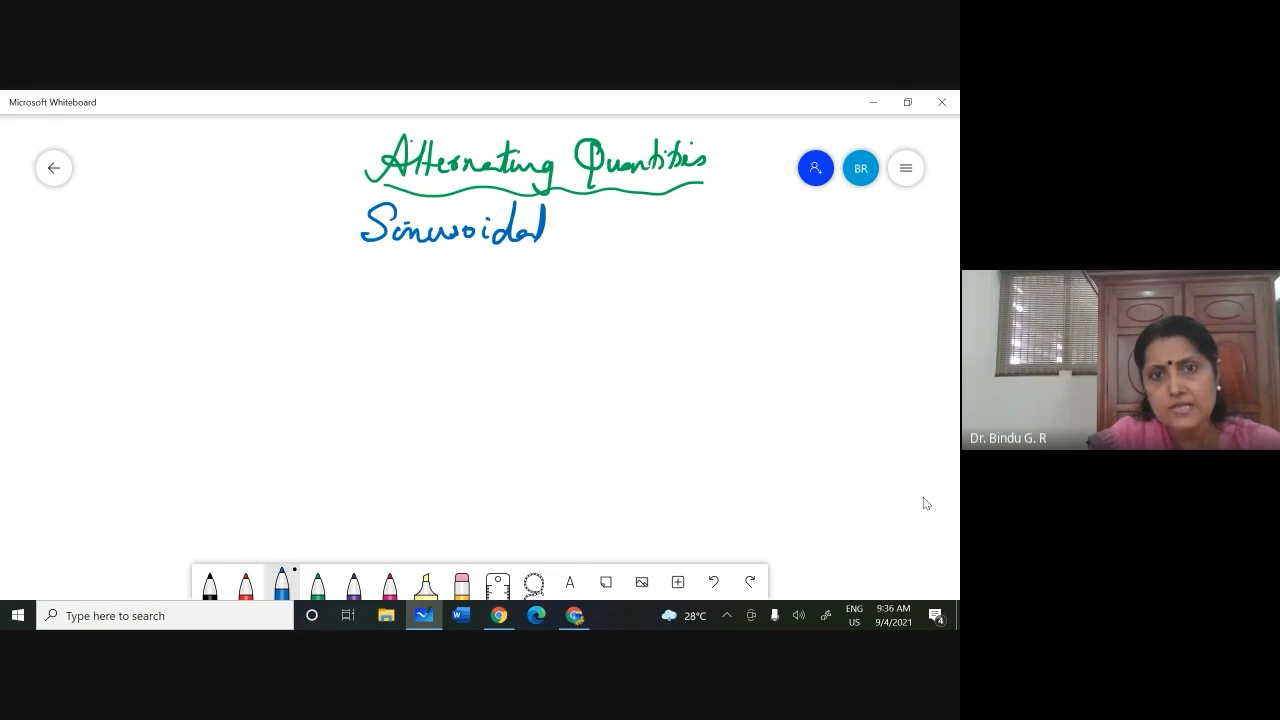 Microsoft Whiteboard
Alternating Quantities
BR
Sinusoidal
Dr. Bindu G. R
A
Type here to search
28°C
ENG
US
9:36 AM
9/4/2021
4